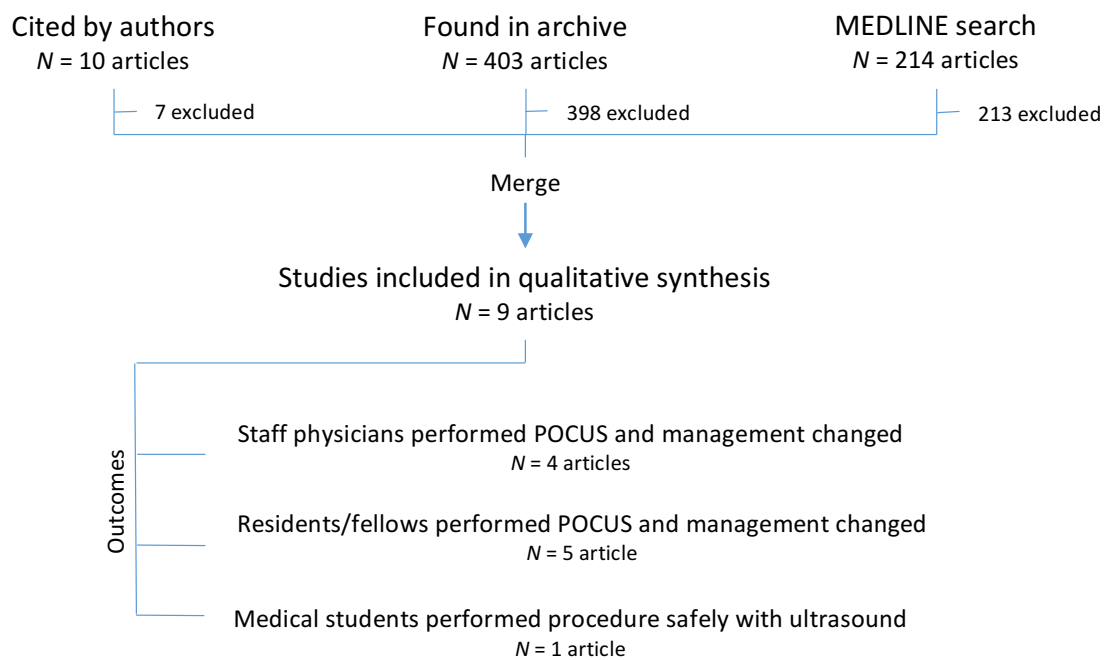 Cited by authors
N = 10 articles
7 excluded
Found in archive
N = 403 articles
398 excluded
MEDLINE search
N = 214 articles
213 excluded
Merge
Studies included in qualitative synthesis
N = 9 articles
Outcomes
Staff physicians performed POCUS and management changed
N = 4 articles
Residents/fellows performed POCUS and management changed
N = 5 article
Medical students performed procedure safely with ultrasound
N = 1 article